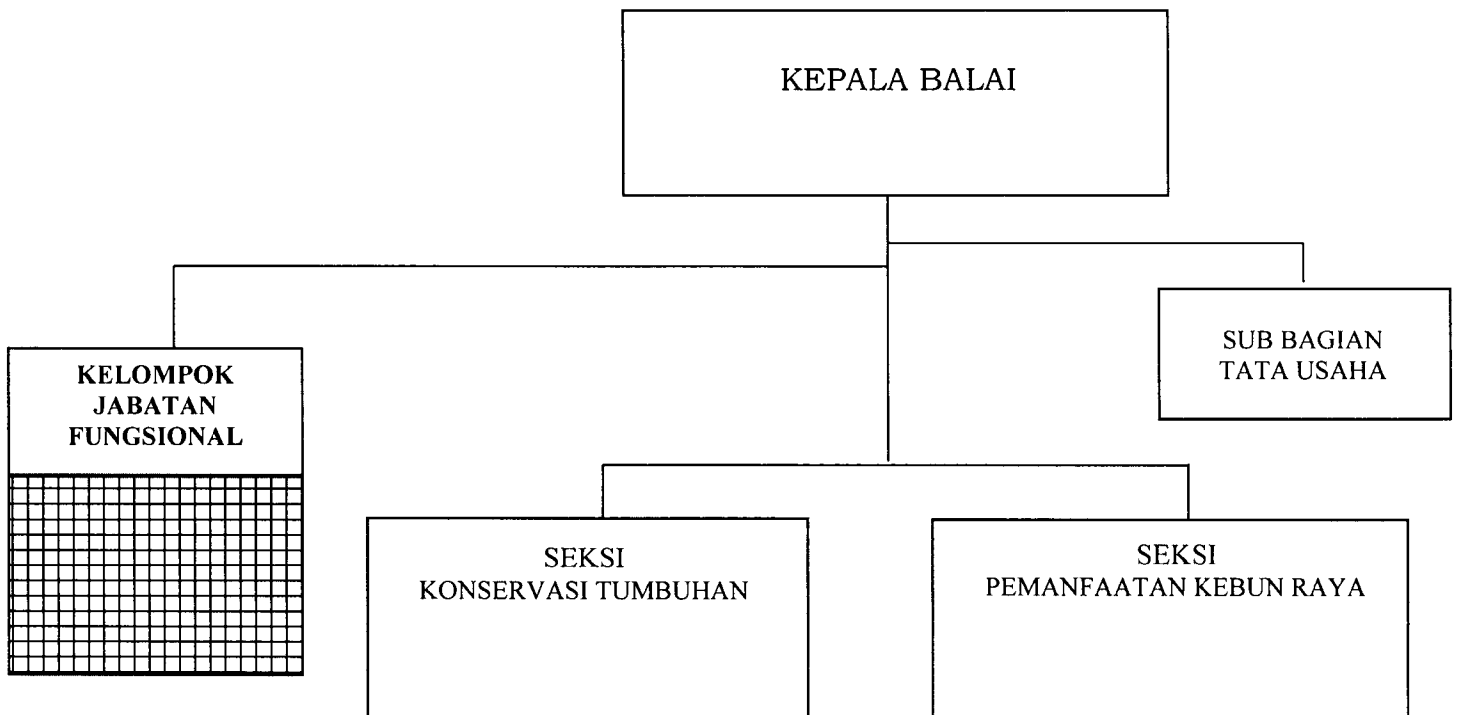 KEPALA BALAI
SUB BAGIAN
TATA USAHA
KELOMPOK
JABATAN
FUNGSIONAL
SEKSI
KONSERVASI TUMBUHAN
SEKSI
PEMANFAATAN KEBUN RAYA